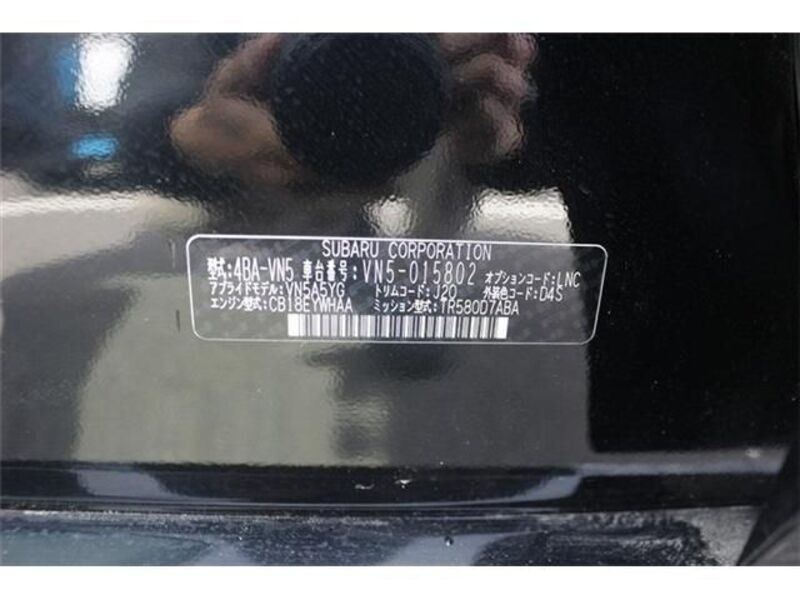 SUBARU CORPORATION
型式:4BA-VN5 車台番号:VN5-015802 オプションコード:LNC
アプライドモデル:VN5A5YG トリムコード:J20 外装色コード:D4S
エンジン型式:CB18EYWHAA ミッション型式:TR580D7ABA